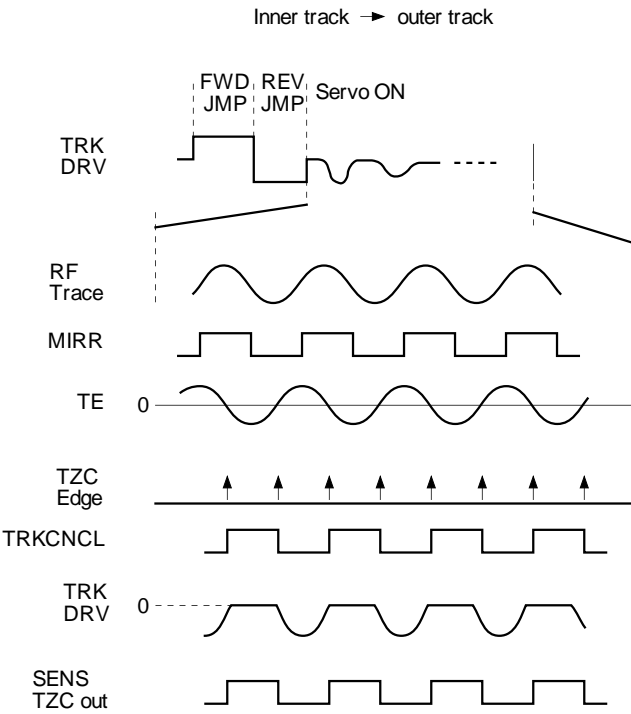 Inner track → outer track
FWD JMP
REV JMP
Servo ON
TRK DRV
RF Trace
MIRR
TE 0
TZC Edge
TRKCNCL
TRK DRV 0
SENS TZC out